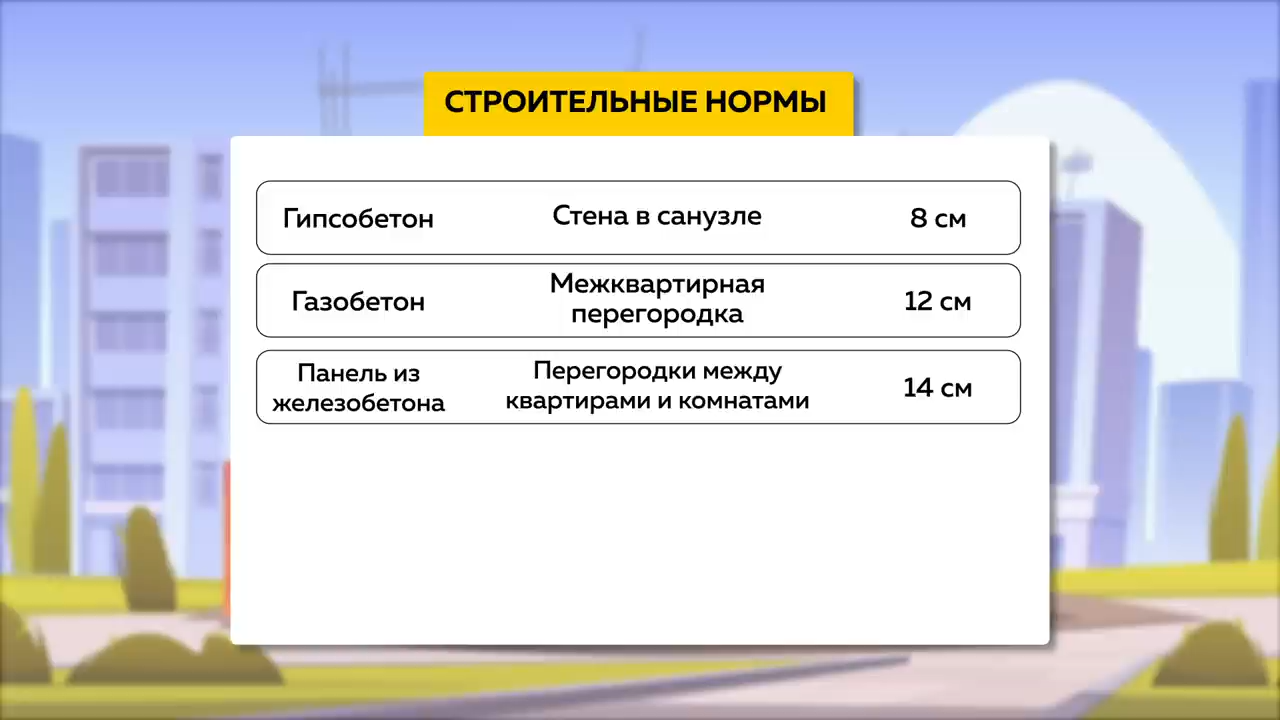 СТРОИТЕЛЬНЫЕ НОРМЫ
Гипсобетон Стена в санузле 8 см
Газобетон Межквартирная перегородка 12 см
Панель из железобетона Перегородки между квартирами и комнатами 14 см